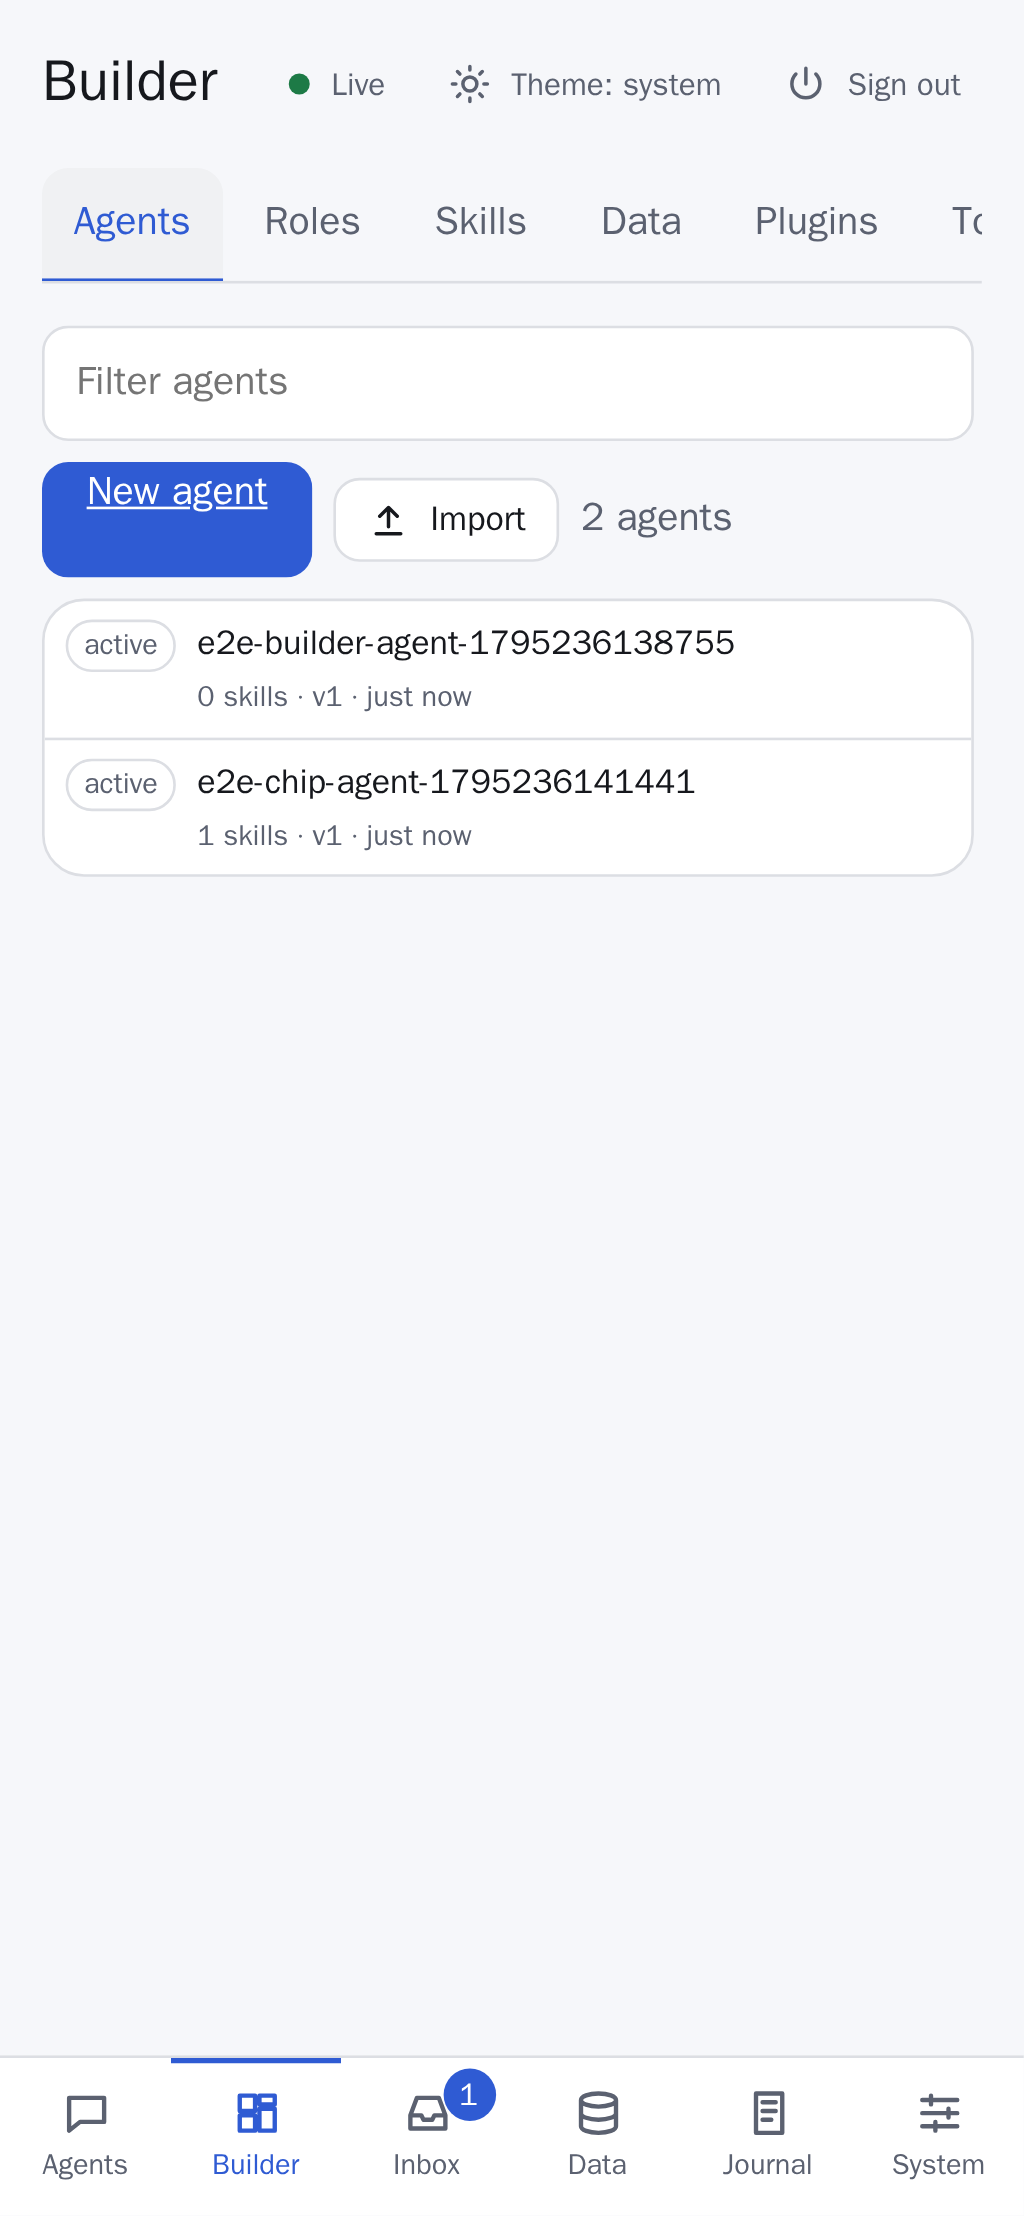 Builder Live Theme: system Sign out
Agents Roles Skills Data Plugins To
Filter agents
New agent Import 2 agents
active e2e-builder-agent-1795236138755
0 skills · v1 · just now
active e2e-chip-agent-1795236141441
1 skills · v1 · just now
1
Agents Builder Inbox Data Journal System